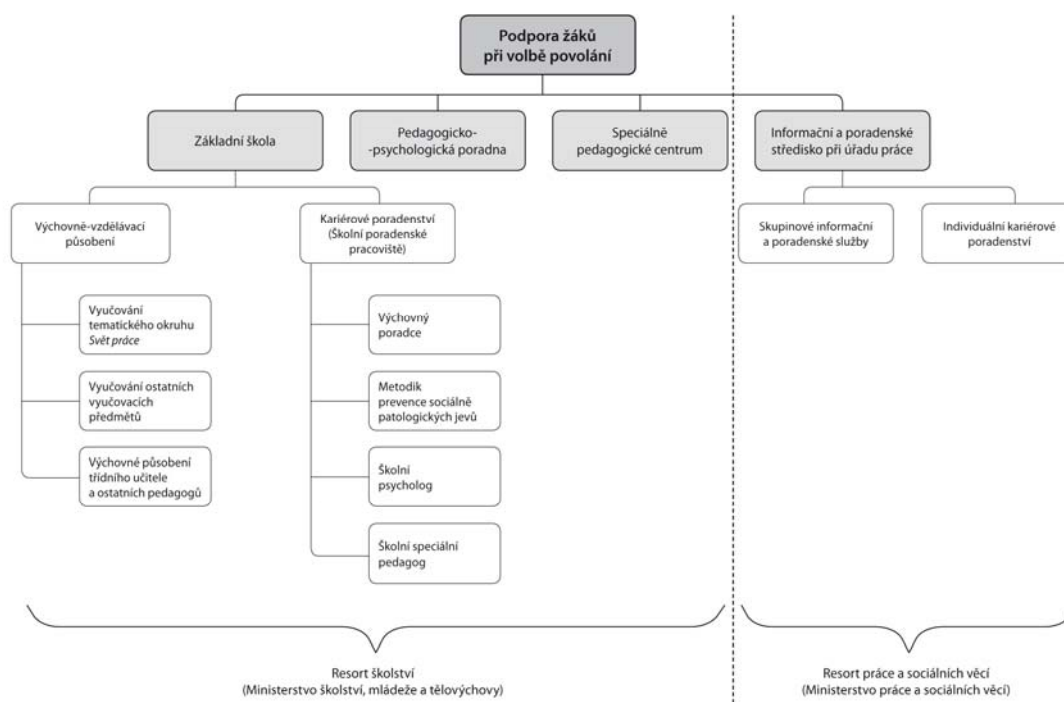 Podpora žáků
při volbě povolání
Základní škola
Pedagogicko-
-psychologická poradna
Speciálně
pedagogické centrum
Informační a poradenské
středisko při úřadu práce
Výchovně-vzdělávací
působení
Kariérové poradenství
(Školní poradenské
pracoviště)
Skupinové informační
a poradenské služby
Individuální kariérové
poradenství
Vyučování
tematického okruhu
Svět práce
Vyučování ostatních
vyučovacích
předmětů
Výchovné působení
třídního učitele
a ostatních pedagogů
Výchovný
poradce
Metodik
prevence sociálně
patologických jevů
Školní
psycholog
Školní speciální
pedagog
Resort školství
(Ministerstvo školství, mládeže a tělovýchovy)
Resort práce a sociálních věcí
(Ministerstvo práce a sociálních věcí)